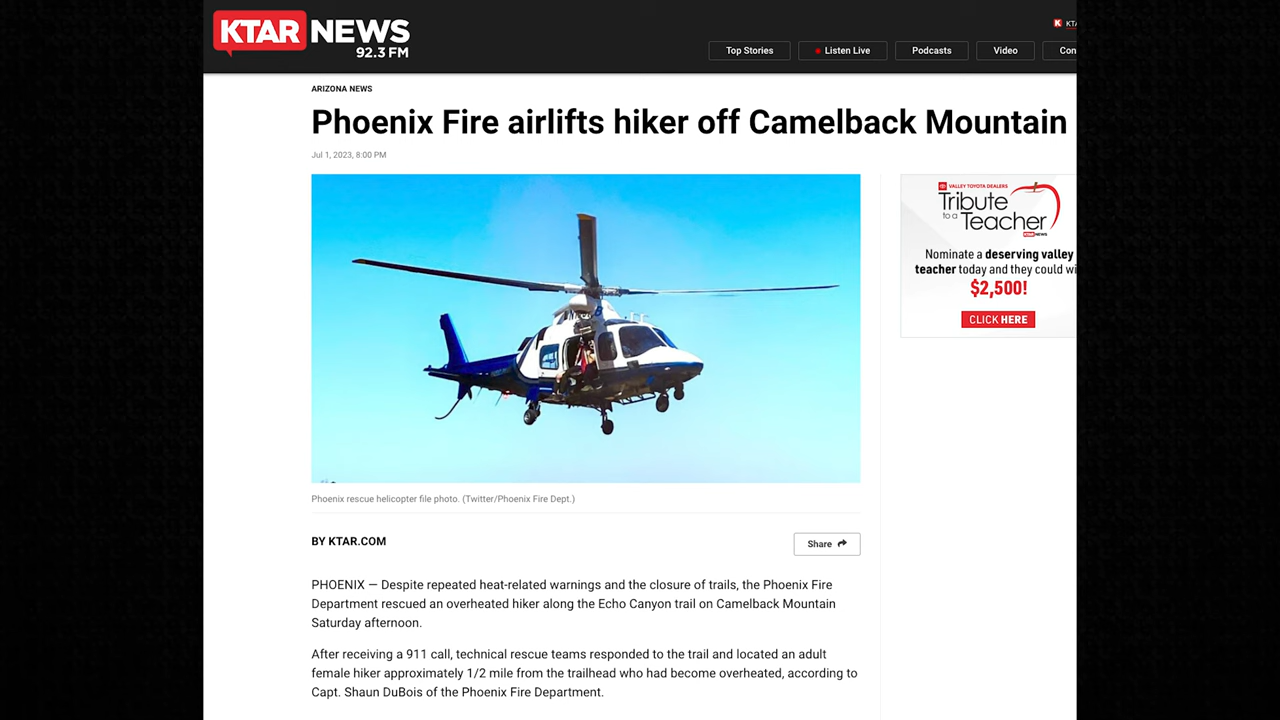 KTAR NEWS
92.3 FM
KTA
Top Stories
Listen Live
Podcasts
Video
Con
ARIZONA NEWS
Phoenix Fire airlifts hiker off Camelback Mountain
Jul 1, 2023, 8:00 PM
VALLEY TOYOTA DEALERS
Tribute
to a Teacher
KTAR NEWS
Nominate a deserving valley
teacher today and they could wi
$2,500!
CLICK HERE
Phoenix rescue helicopter file photo. (Twitter/Phoenix Fire Dept.)
BY KTAR.COM
Share
PHOENIX — Despite repeated heat-related warnings and the closure of trails, the Phoenix Fire
Department rescued an overheated hiker along the Echo Canyon trail on Camelback Mountain
Saturday afternoon.
After receiving a 911 call, technical rescue teams responded to the trail and located an adult
female hiker approximately 1/2 mile from the trailhead who had become overheated, according to
Capt. Shaun DuBois of the Phoenix Fire Department.